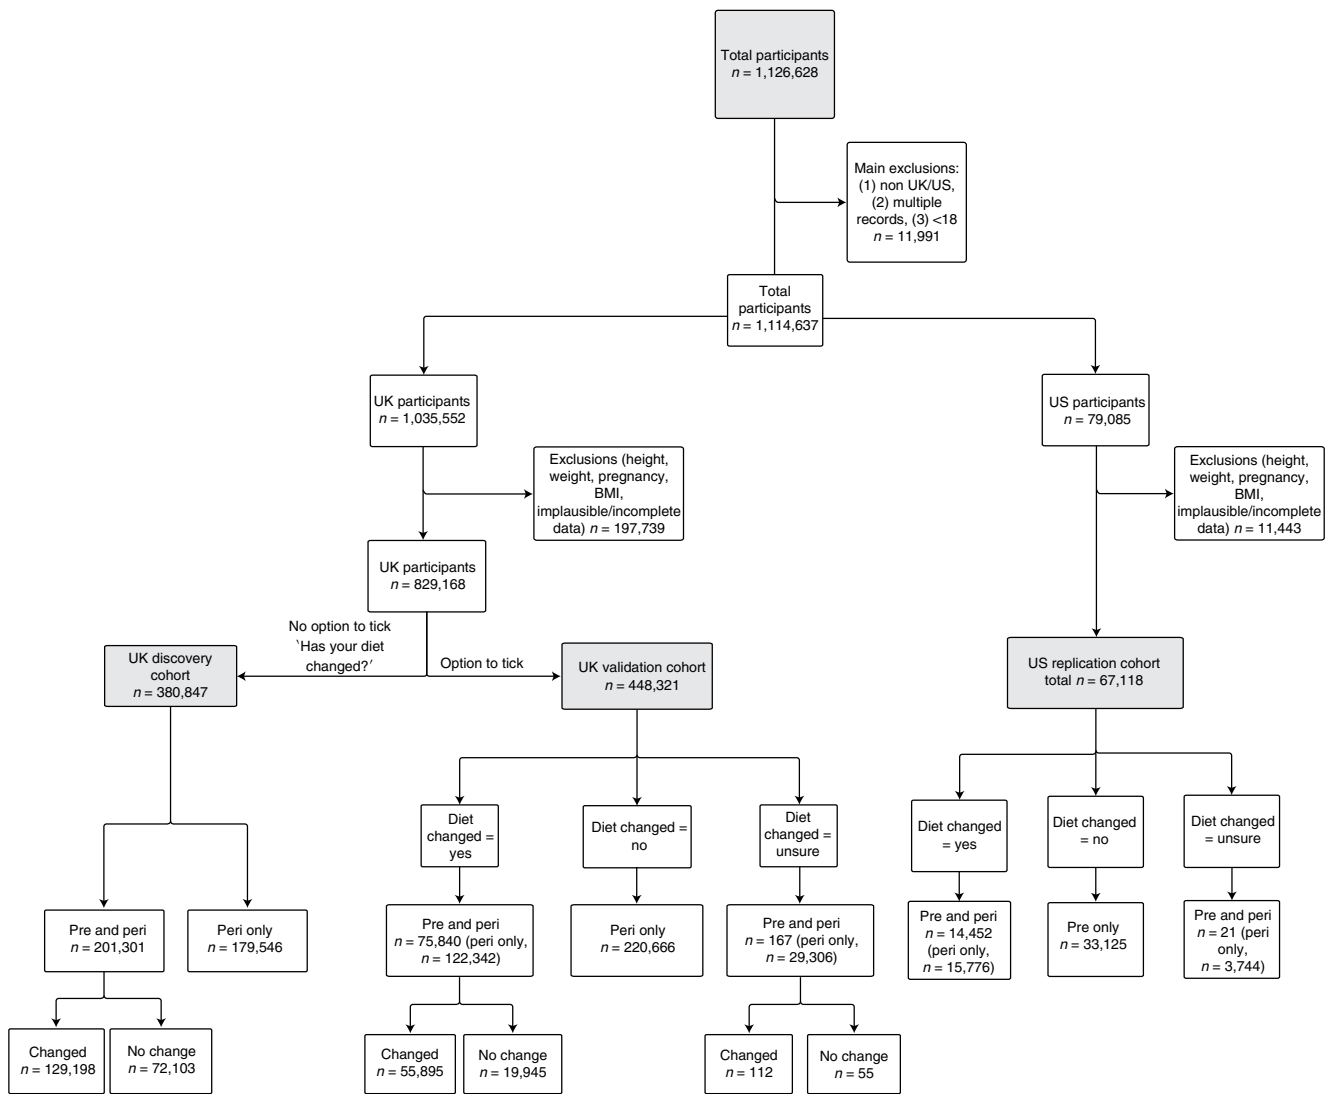 Total participants
n = 1,126,628
Main exclusions:
(1) non UK/US,
(2) multiple
records, (3) <18
n = 11,991
Total
participants
n = 1,114,637
UK participants
n = 1,035,552
US participants
n = 79,085
Exclusions (height,
weight, pregnancy,
BMI,
implausible/incomplete
data) n = 197,739
Exclusions (height,
weight, pregnancy,
BMI,
implausible/incomplete
data) n = 11,443
UK participants
n = 829,168
No option to tick
‵Has your diet
changed?′
Option to tick
UK discovery
cohort
n = 380,847
UK validation cohort
n = 448,321
US replication cohort
total n = 67,118
Diet
changed =
yes
Diet changed =
no
Diet
changed =
unsure
Diet changed
= yes
Diet changed
= no
Diet changed
= unsure
Pre and peri
n = 201,301
Peri only
n = 179,546
Pre and peri
n = 75,840 (peri only,
n = 122,342)
Peri only
n = 220,666
Pre and peri
n = 167 (peri only,
n = 29,306)
Pre and peri
n = 14,452
(peri only,
n = 15,776)
Pre only
n = 33,125
Pre and peri
n = 21 (peri
only,
n = 3,744)
Changed
n = 129,198
No change
n = 72,103
Changed
n = 55,895
No change
n = 19,945
Changed
n = 112
No change
n = 55